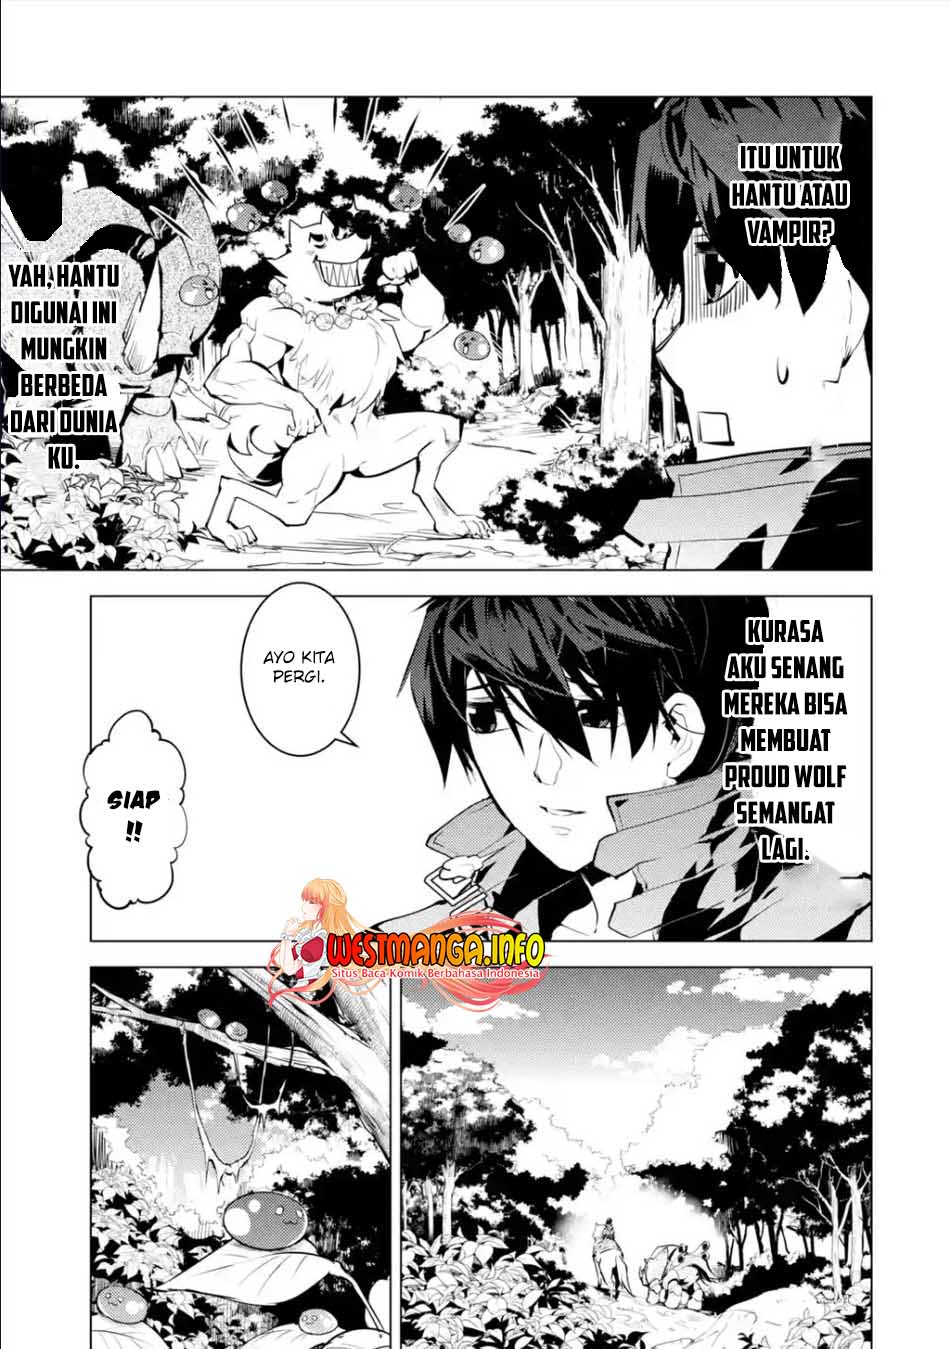 ITU UNTUK
HANTU ATAU
VAMPIR?
YAH, HANTU
DIGUNAI INI
MUNGKIN
BERBEDA
DARI DUNIA
KU.
KURASA
AKU SENANG
MEREKA BISA
MEMBUAT
PROUD WOLF
SEMANGAT
LAGI.
AYO KITA
PERGI.
SIAP
!!
WESTMANGA.INFO
Situs Baca Komik Berbahasa Indonesia